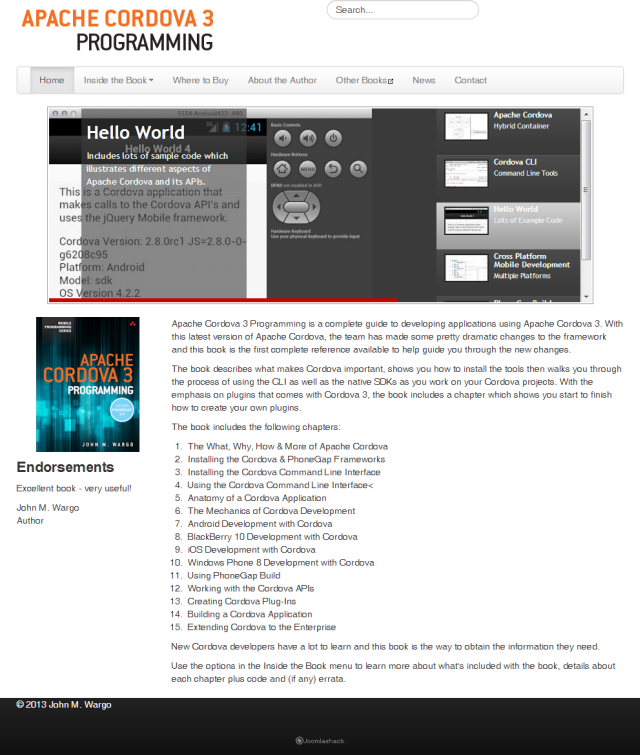 APACHE CORDOVA 3
PROGRAMMING
Search...
Home Inside the Book Where to Buy About the Author Other Books News Contact
12:41
Hello World
Hello World 4
Includes lots of sample code which
illustrates different aspects of
Apache Cordova and its APIs.
This is a Cordova application that
makes calls to the Cordova API's and
uses the jQuery Mobile framework.
Cordova Version: 2.8.0rc1 JS=2.8.0-0-
g6208c95
Platform: Android
Model: sdk
OS Version 4.2.2
Basic Controls
Hardware Buttons
MENU
DPAD not enabled in AVD
Hardware Keyboard
Use your physical keyboard to provide input
Apache Cordova
Hybrid Container
Cordova CLI
Command Line Tools
Hello World
Lots of Example Code
Cross Platform
Mobile Development
Multiple Platforms
MOBILE
PROGRAMMING
SERIES
APACHE
CORDOVA 3
PROGRAMMING
JOHN M. WARGO
Endorsements
Excellent book - very useful!
John M. Wargo
Author
Apache Cordova 3 Programming is a complete guide to developing applications using Apache Cordova 3. With
this latest version of Apache Cordova, the team has made some pretty dramatic changes to the framework
and this book is the first complete reference available to help guide you through the new changes.
The book describes what makes Cordova important, shows you how to install the tools then walks you through
the process of using the CLI as well as the native SDKs as you work on your Cordova projects. With the
emphasis on plugins that comes with Cordova 3, the book includes a chapter which shows you start to finish
how to create your own plugins.
The book includes the following chapters:
1. The What, Why, How & More of Apache Cordova
2. Installing the Cordova & PhoneGap Frameworks
3. Installing the Cordova Command Line Interface
4. Using the Cordova Command Line Interface<
5. Anatomy of a Cordova Application
6. The Mechanics of Cordova Development
7. Android Development with Cordova
8. BlackBerry 10 Development with Cordova
9. iOS Development with Cordova
10. Windows Phone 8 Development with Cordova
11. Using PhoneGap Build
12. Working with the Cordova APIs
13. Creating Cordova Plug-Ins
14. Building a Cordova Application
15. Extending Cordova to the Enterprise
New Cordova developers have a lot to learn and this book is the way to obtain the information they need.
Use the options in the Inside the Book menu to learn more about what's included with the book, details about
each chapter plus code and (if any) errata.
© 2013 John M. Wargo
Joomlashack